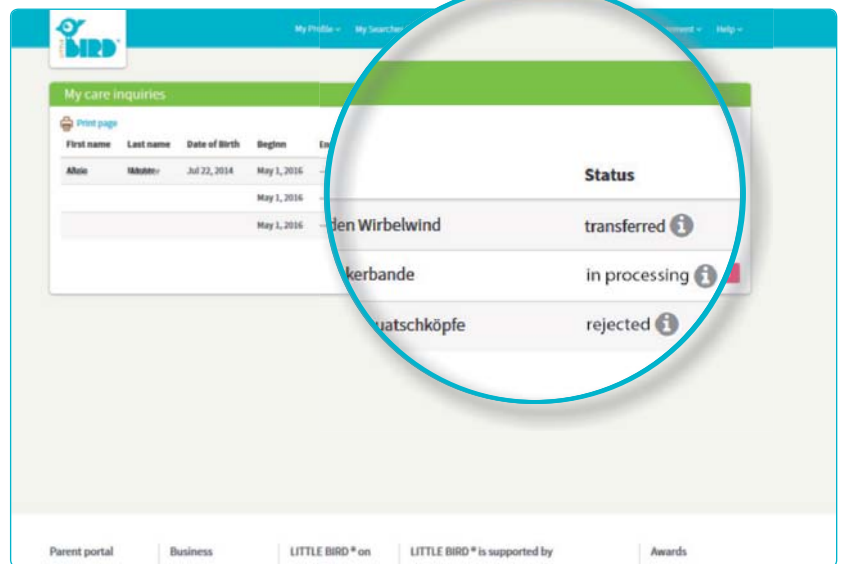 LITTLE BIRD
My Profile My Searches Help
My care inquiries
Print page
First name Last name Date of Birth Beginn
Status
Jul 22, 2014 May 1, 2016 den Wirbelwind transferred
May 1, 2016 kerbande in processing
May 1, 2016 uatschköpfe rejected
Parent portal Business LITTLE BIRD® on LITTLE BIRD® is supported by Awards